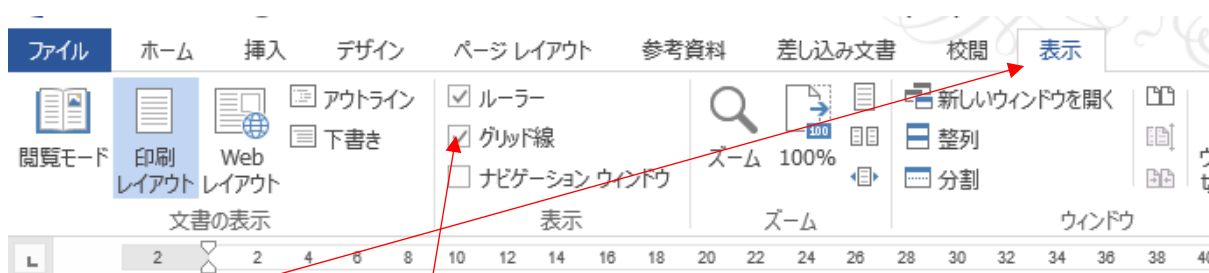 ファイル ホーム 挿入 デザイン ページ レイアウト 参考資料 差し込み文書 校閲 表示
閲覧モード
印刷
レイアウト
Web
レイアウト
アウトライン
下書き
文書の表示
ルーラー
グリッド線
ナビゲーション ウィンドウ
表示
ズーム
100
100%
ズーム
新しいウィンドウを開く
整列
分割
ウィンドウ
2 2 4 6 8 10 12 14 16 18 20 22 24 26 28 30 32 34 36 38 40